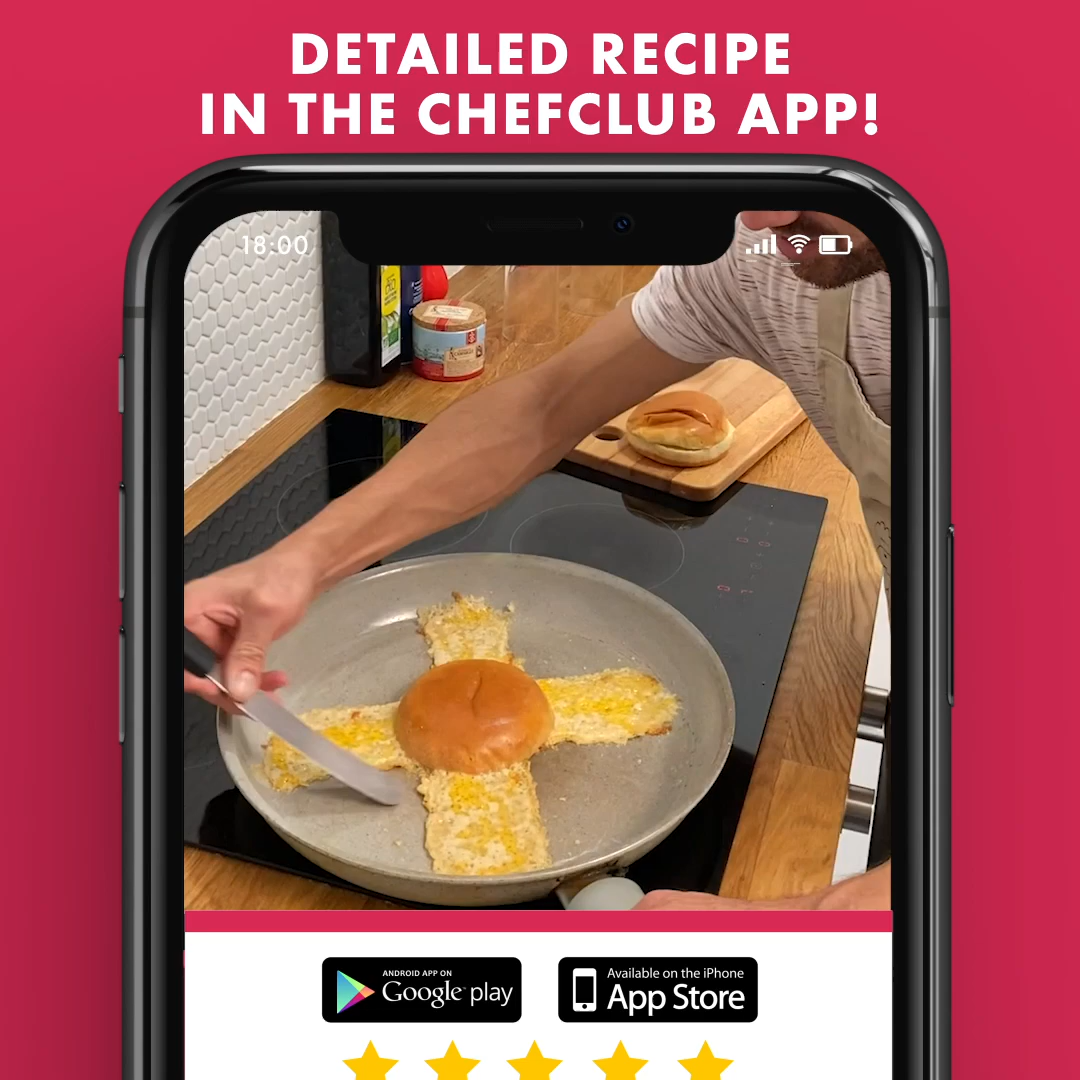 DETAILED RECIPE
IN THE CHEFCLUB APP!
18:00
ANDROID APP ON
Google play
Available on the iPhone
App Store